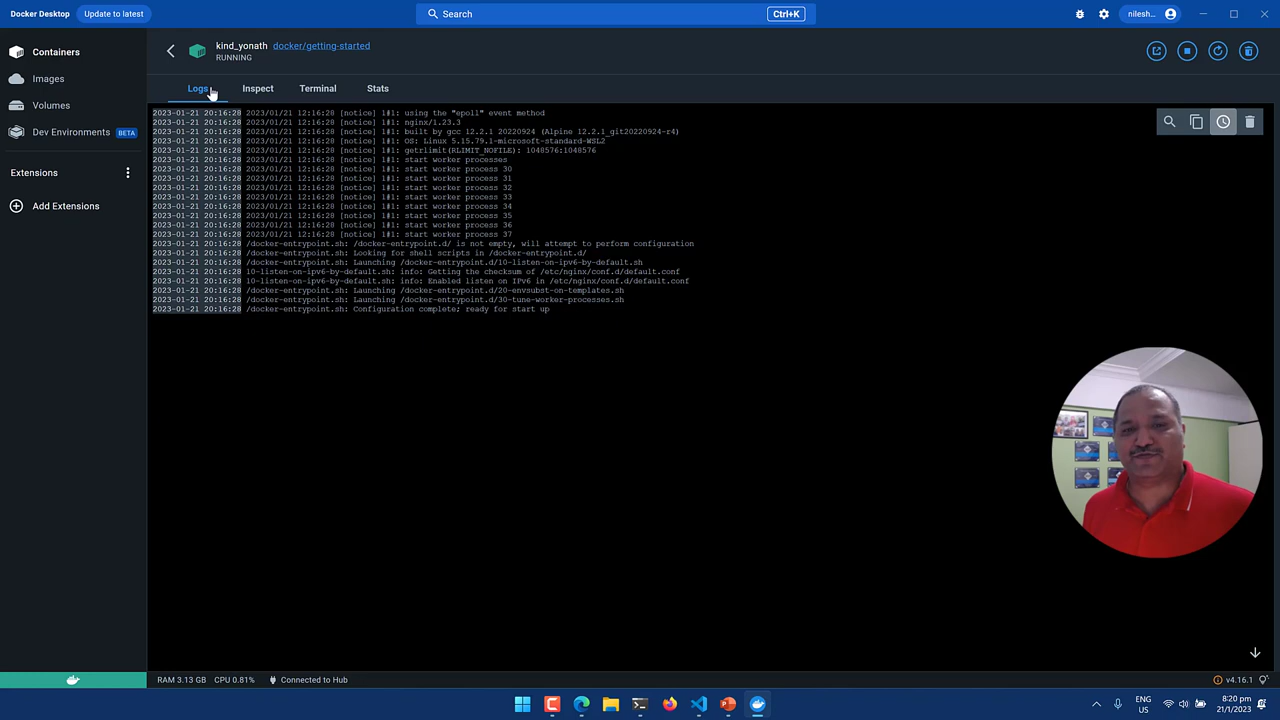 Docker Desktop
Update to latest
Search
Ctrl+K
nilesh...
Containers
Images
Volumes
Dev Environments
BETA
Extensions
Add Extensions
kind_yonath docker/getting-started
RUNNING
Logs
Inspect
Terminal
Stats
2023-01-21 20:16:28 2023/01/21 12:16:28 [notice] 1#1: using the "epoll" event method
2023-01-21 20:16:28 2023/01/21 12:16:28 [notice] 1#1: nginx/1.23.3
2023-01-21 20:16:28 2023/01/21 12:16:28 [notice] 1#1: built by gcc 12.2.1 20220924 (Alpine 12.2.1_git20220924-r4)
2023-01-21 20:16:28 2023/01/21 12:16:28 [notice] 1#1: OS: Linux 5.15.79.1-microsoft-standard-WSL2
2023-01-21 20:16:28 2023/01/21 12:16:28 [notice] 1#1: getrlimit(RLIMIT_NOFILE): 1048576:1048576
2023-01-21 20:16:28 2023/01/21 12:16:28 [notice] 1#1: start worker processes
2023-01-21 20:16:28 2023/01/21 12:16:28 [notice] 1#1: start worker process 30
2023-01-21 20:16:28 2023/01/21 12:16:28 [notice] 1#1: start worker process 31
2023-01-21 20:16:28 2023/01/21 12:16:28 [notice] 1#1: start worker process 32
2023-01-21 20:16:28 2023/01/21 12:16:28 [notice] 1#1: start worker process 33
2023-01-21 20:16:28 2023/01/21 12:16:28 [notice] 1#1: start worker process 34
2023-01-21 20:16:28 2023/01/21 12:16:28 [notice] 1#1: start worker process 35
2023-01-21 20:16:28 2023/01/21 12:16:28 [notice] 1#1: start worker process 36
2023-01-21 20:16:28 2023/01/21 12:16:28 [notice] 1#1: start worker process 37
2023-01-21 20:16:28 /docker-entrypoint.sh: /docker-entrypoint.d/ is not empty, will attempt to perform configuration
2023-01-21 20:16:28 /docker-entrypoint.sh: Looking for shell scripts in /docker-entrypoint.d/
2023-01-21 20:16:28 /docker-entrypoint.sh: Launching /docker-entrypoint.d/10-listen-on-ipv6-by-default.sh
2023-01-21 20:16:28 10-listen-on-ipv6-by-default.sh: info: Getting the checksum of /etc/nginx/conf.d/default.conf
2023-01-21 20:16:28 10-listen-on-ipv6-by-default.sh: info: Enabled listen on IPv6 in /etc/nginx/conf.d/default.conf
2023-01-21 20:16:28 /docker-entrypoint.sh: Launching /docker-entrypoint.d/20-envsubst-on-templates.sh
2023-01-21 20:16:28 /docker-entrypoint.sh: Launching /docker-entrypoint.d/30-tune-worker-processes.sh
2023-01-21 20:16:28 /docker-entrypoint.sh: Configuration complete; ready for start up
RAM 3.13 GB CPU 0.81% Connected to Hub
v4.16.1
ENG
US
8:20 pm
21/1/2023